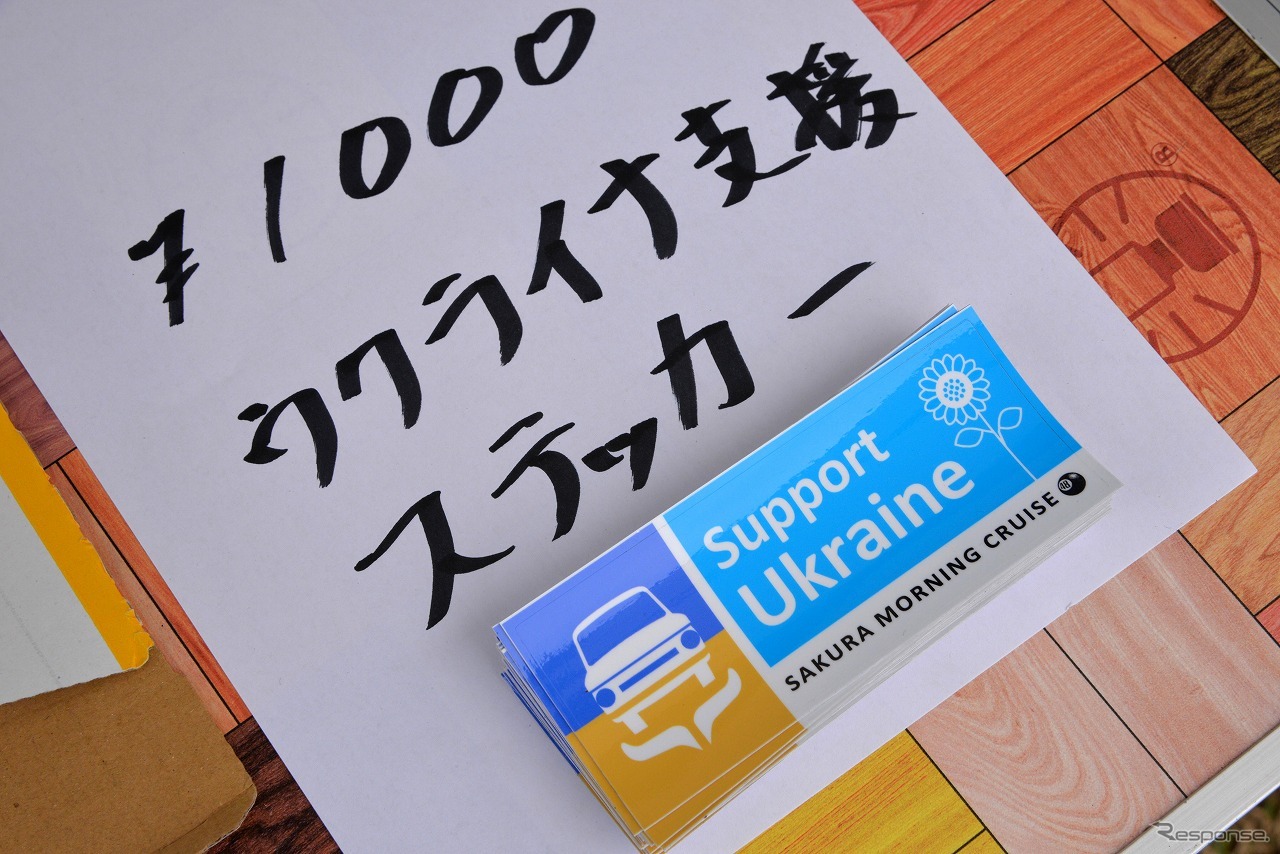 ¥1000
ウクライナ支援
ステッカー
Support
Ukraine
SAKURA MORNING CRUISE
48
®
Response.